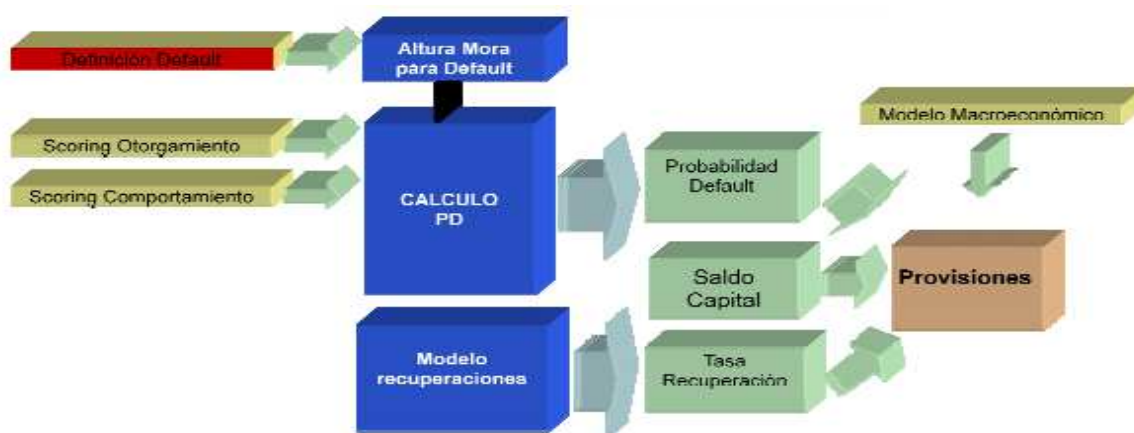 Definición Default
Altura Mora
para Default
Scoring Otorgamiento
Scoring Comportamiento
CALCULO
PD
Modelo
recuperaciones
Probabilidad
Default
Saldo
Capital
Tasa
Recuperación
Modelo Macroeconómico
Provisiones